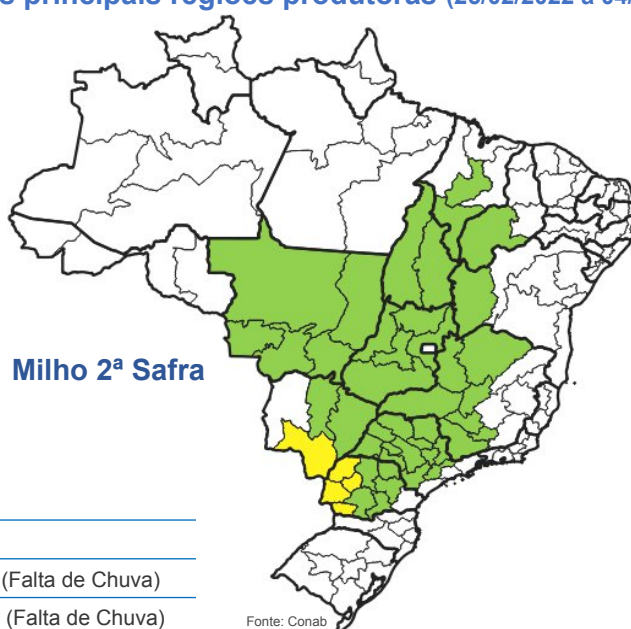 principais regiões produtoras
Milho 2ª Safra
(Falta de Chuva)
(Falta de Chuva)
Fonte: Conab